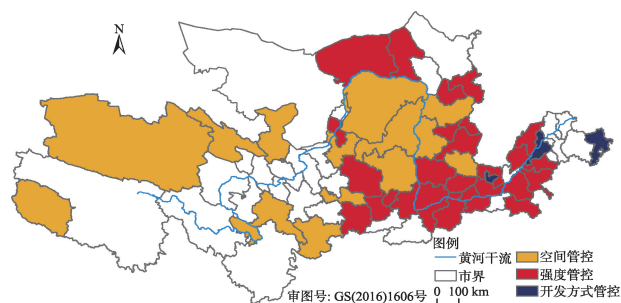 N
图例
黄河干流
空间管控
市界
强度管控
0 100 km
开发方式管控
审图号: GS(2016)1606号